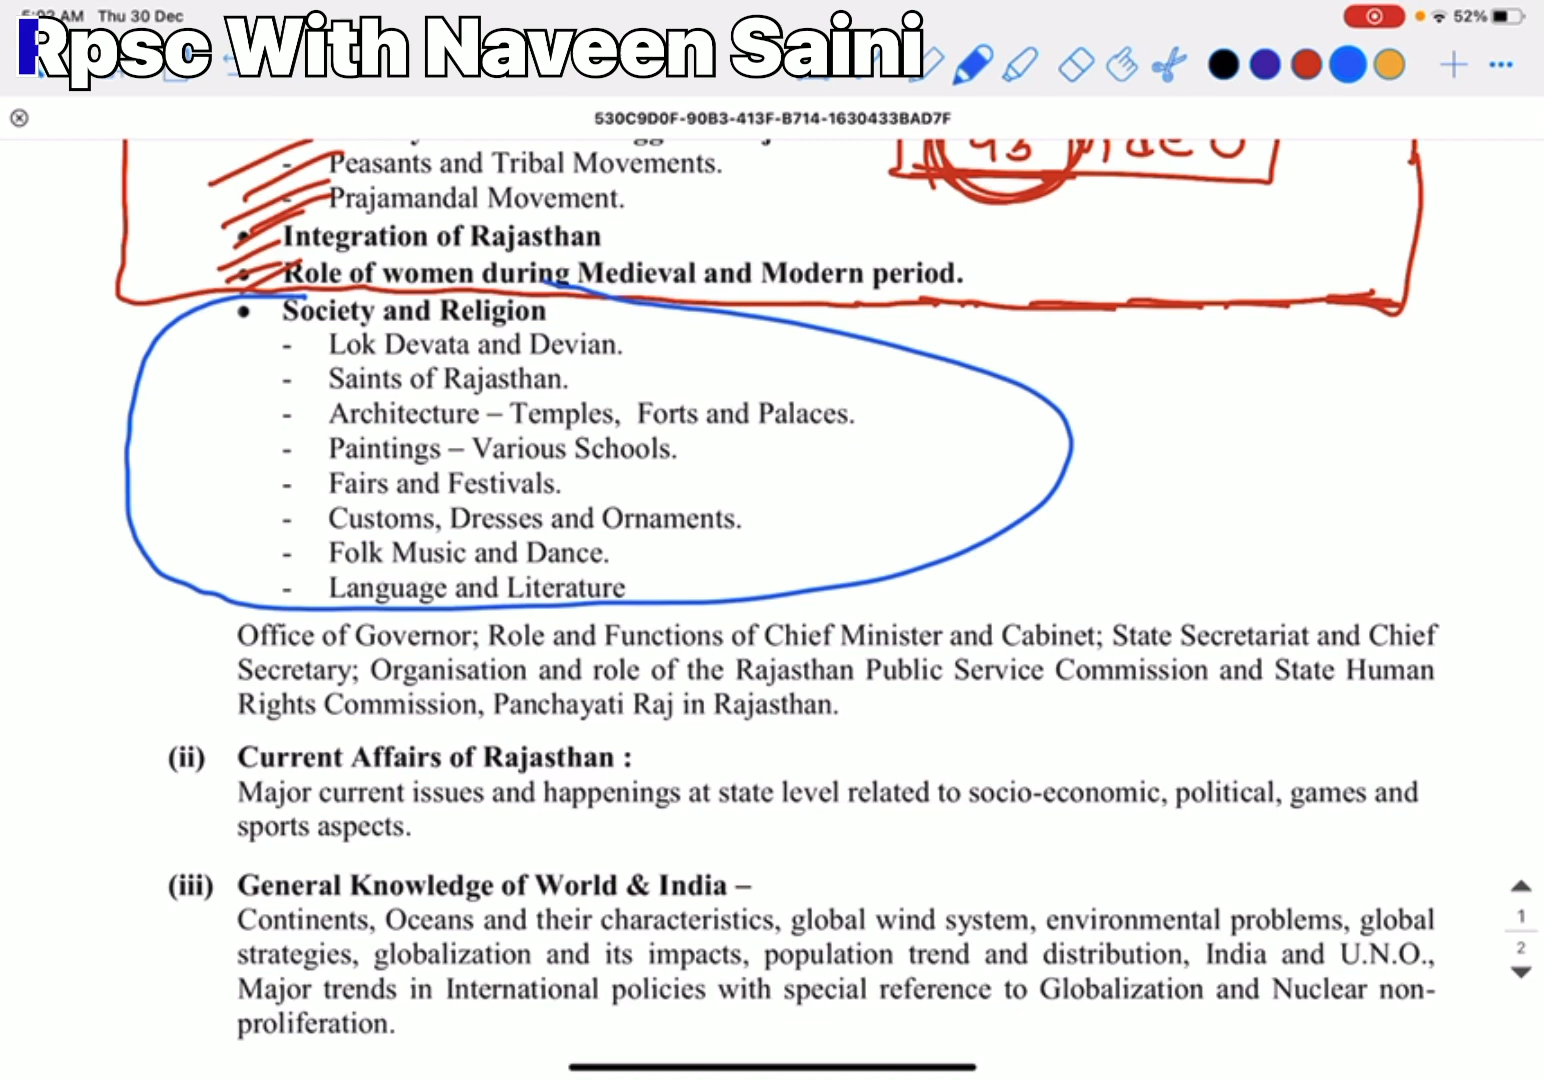 5:02 AM Thu 30 Dec
52%
Rpsc With Naveen Saini
530C9D0F-90B3-413F-B714-1630433BAD7F
- Peasants and Tribal Movements.
- Prajamandal Movement.
• Integration of Rajasthan
• Role of women during Medieval and Modern period.
• Society and Religion
- Lok Devata and Devian.
- Saints of Rajasthan.
- Architecture – Temples, Forts and Palaces.
- Paintings – Various Schools.
- Fairs and Festivals.
- Customs, Dresses and Ornaments.
- Folk Music and Dance.
- Language and Literature
Office of Governor; Role and Functions of Chief Minister and Cabinet; State Secretariat and Chief
Secretary; Organisation and role of the Rajasthan Public Service Commission and State Human
Rights Commission, Panchayati Raj in Rajasthan.
(ii) Current Affairs of Rajasthan :
Major current issues and happenings at state level related to socio-economic, political, games and
sports aspects.
(iii) General Knowledge of World & India –
Continents, Oceans and their characteristics, global wind system, environmental problems, global
strategies, globalization and its impacts, population trend and distribution, India and U.N.O.,
Major trends in International policies with special reference to Globalization and Nuclear non-
proliferation.
1
2